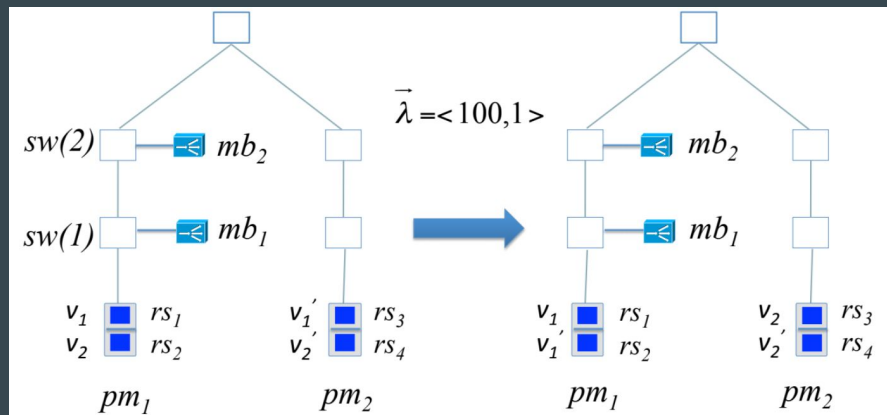 λ⃗ =<100,1>
sw(2) mb₂ mb₂
sw(1) mb₁ mb₁
v₁ rs₁ v₁′ rs₃ v₁ rs₁ v₂ rs₃
v₂ rs₂ v₂′ rs₄ v₁′ rs₂ v₂′ rs₄
pm₁ pm₂ pm₁ pm₂